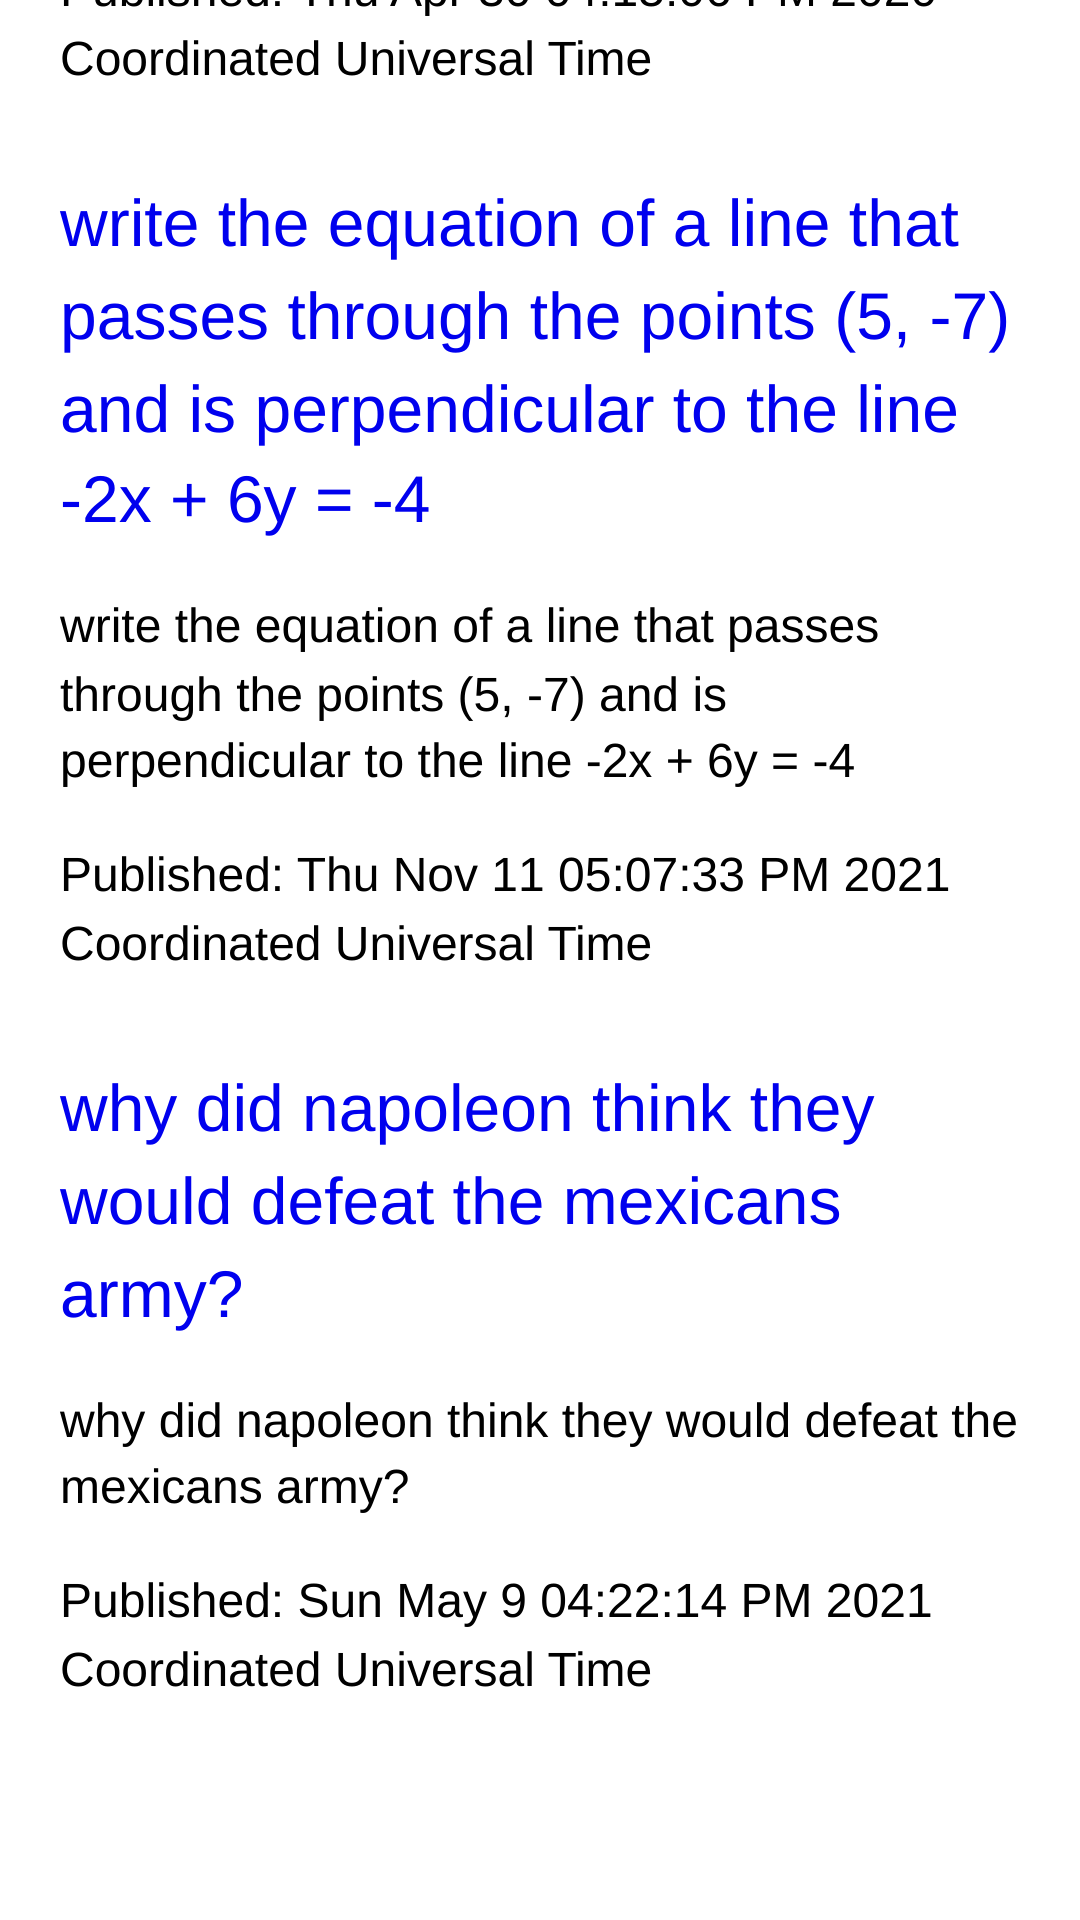 Coordinated Universal Time
write the equation of a line that
passes through the points (5, -7)
and is perpendicular to the line
-2x + 6y = -4
write the equation of a line that passes
through the points (5, -7) and is
perpendicular to the line -2x + 6y = -4
Published: Thu Nov 11 05:07:33 PM 2021
Coordinated Universal Time
why did napoleon think they
would defeat the mexicans
army?
why did napoleon think they would defeat the
mexicans army?
Published: Sun May 9 04:22:14 PM 2021
Coordinated Universal Time